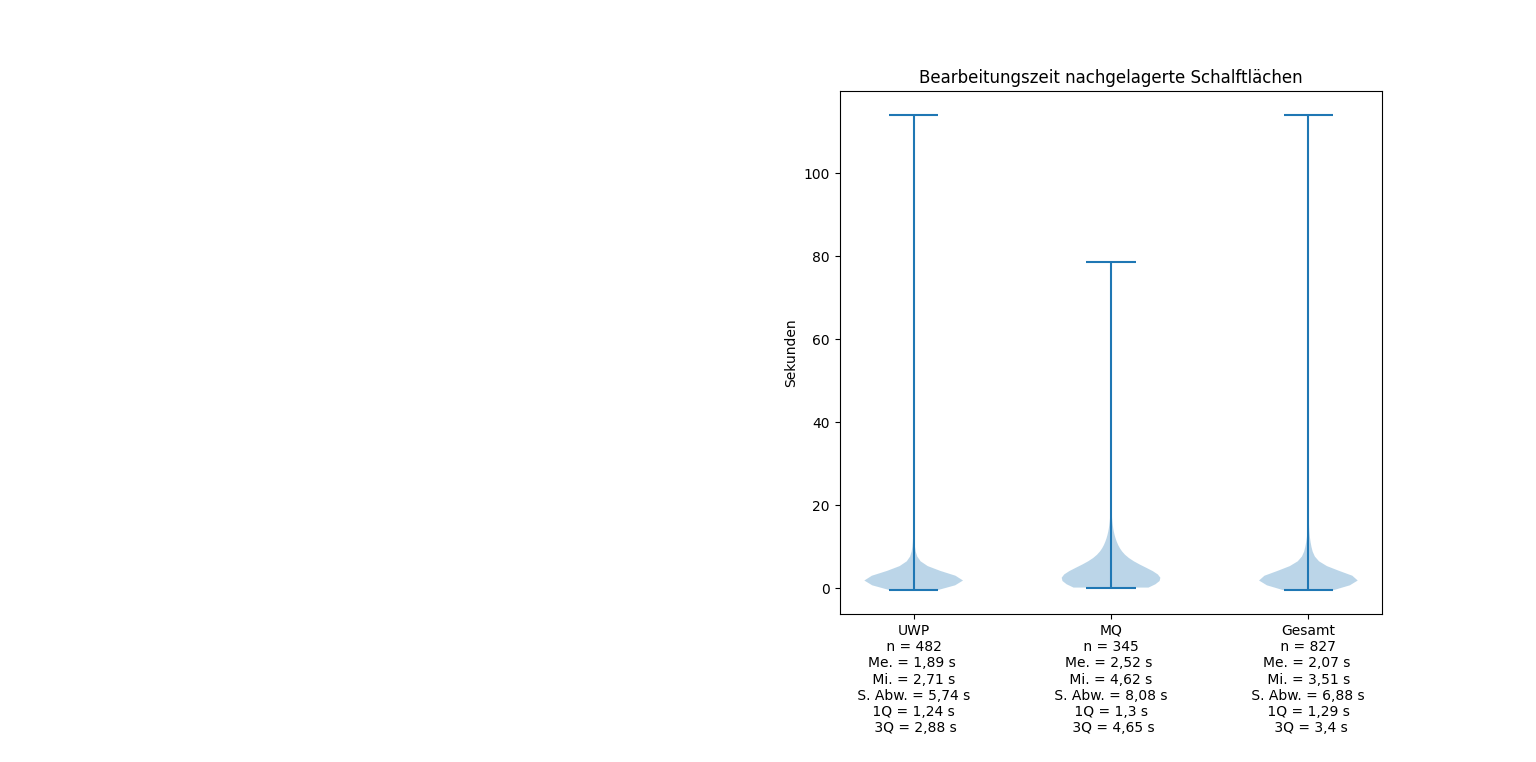 Bearbeitungszeit nachgelagerte Schalftlächen
100
80
60
40
20
0
Sekunden
UWP
n = 482
Me. = 1,89 s
Mi. = 2,71 s
S. Abw. = 5,74 s
1Q = 1,24 s
3Q = 2,88 s
MQ
n = 345
Me. = 2,52 s
Mi. = 4,62 s
S. Abw. = 8,08 s
1Q = 1,3 s
3Q = 4,65 s
Gesamt
n = 827
Me. = 2,07 s
Mi. = 3,51 s
S. Abw. = 6,88 s
1Q = 1,29 s
3Q = 3,4 s